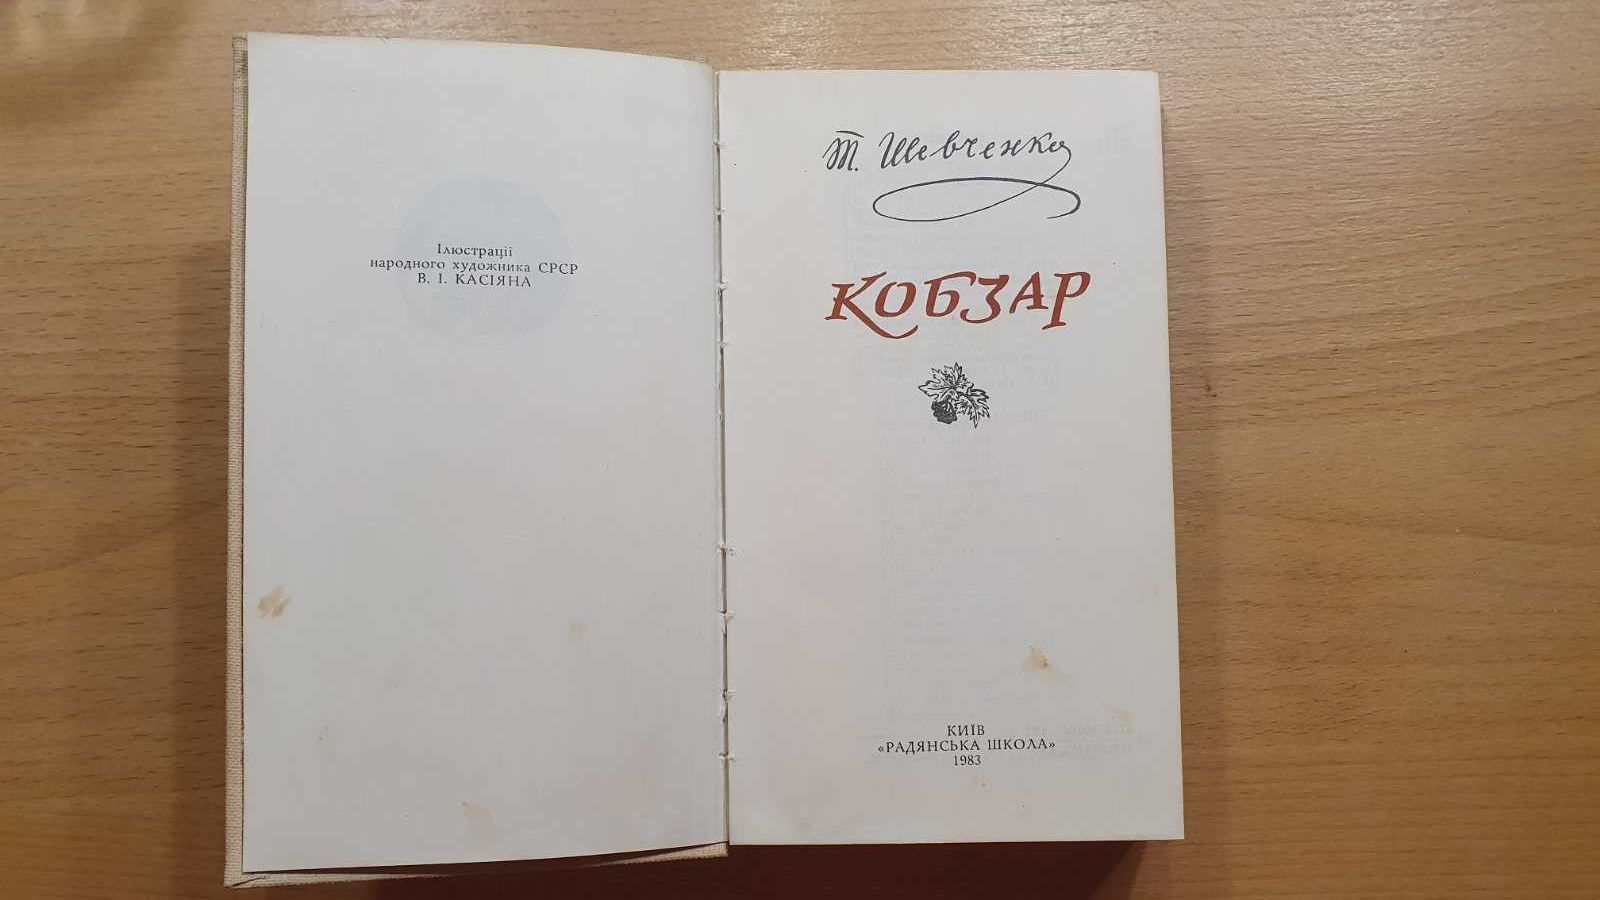 Ілюстрації
народного художника СРСР
В. І. КАСІЯНА
Т. Шевченко
КОБЗАР
КИЇВ
«РАДЯНСЬКА ШКОЛА»
1983